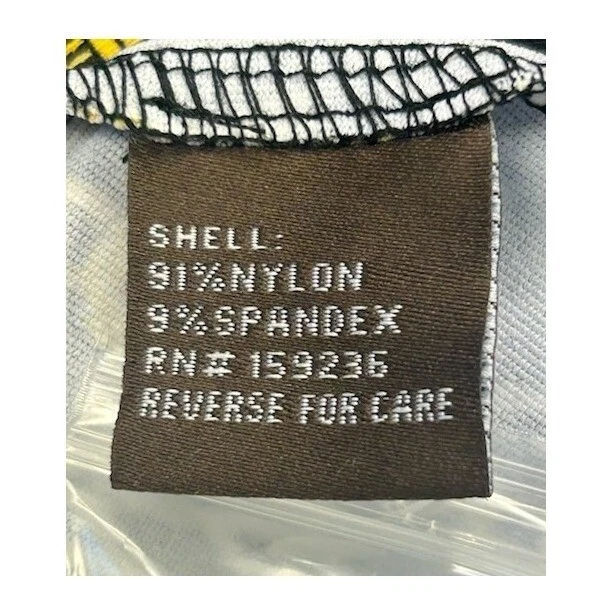 SHELL:
91%NYLON
9%SPANDEX
RN# 159236
REVERSE FOR CARE